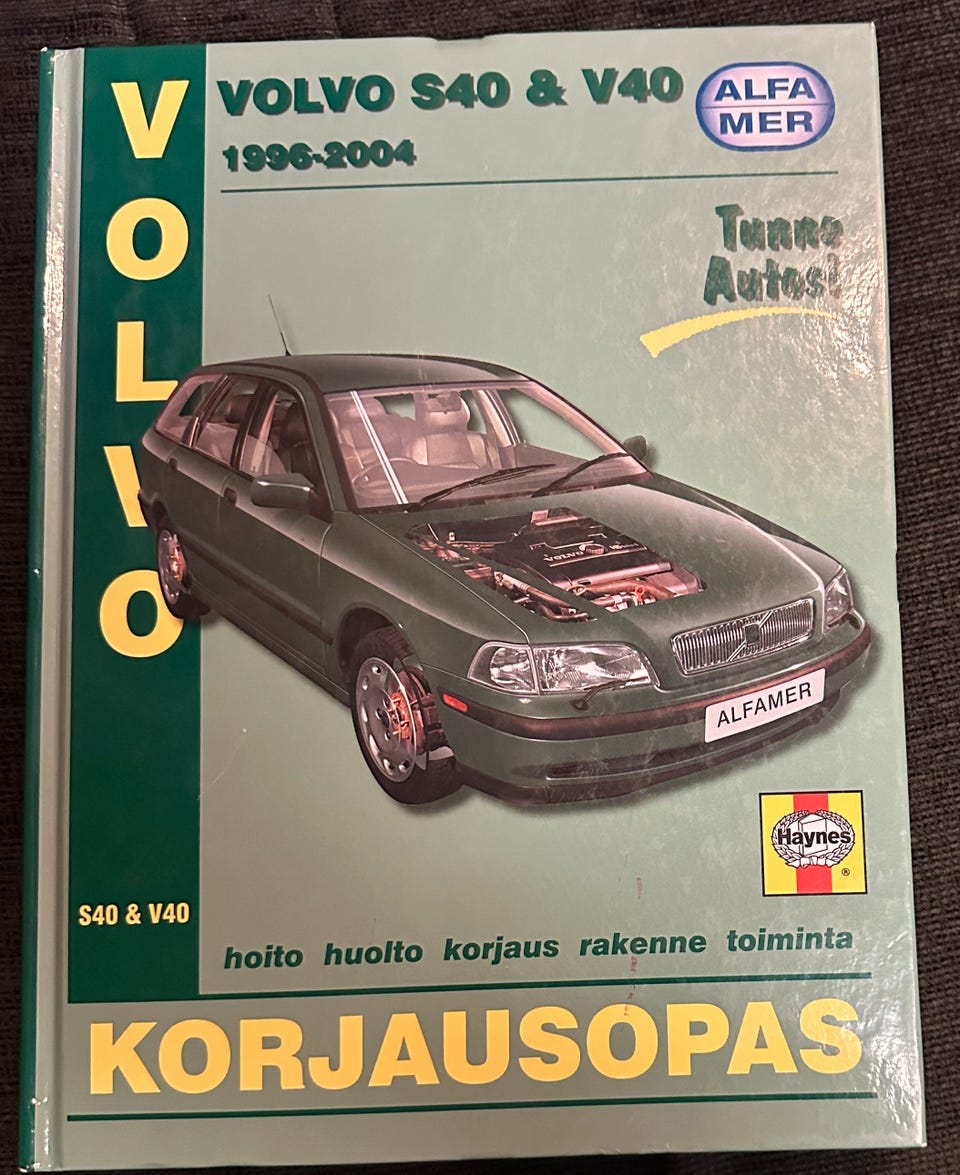 VOLVO
VOLVO S40 & V40
1996-2004
ALFA
MER
Tunne
Autosi
VOLVO
ALFAMER
Haynes
®
S40 & V40
hoito huolto korjaus rakenne toiminta
KORJAUSOPAS